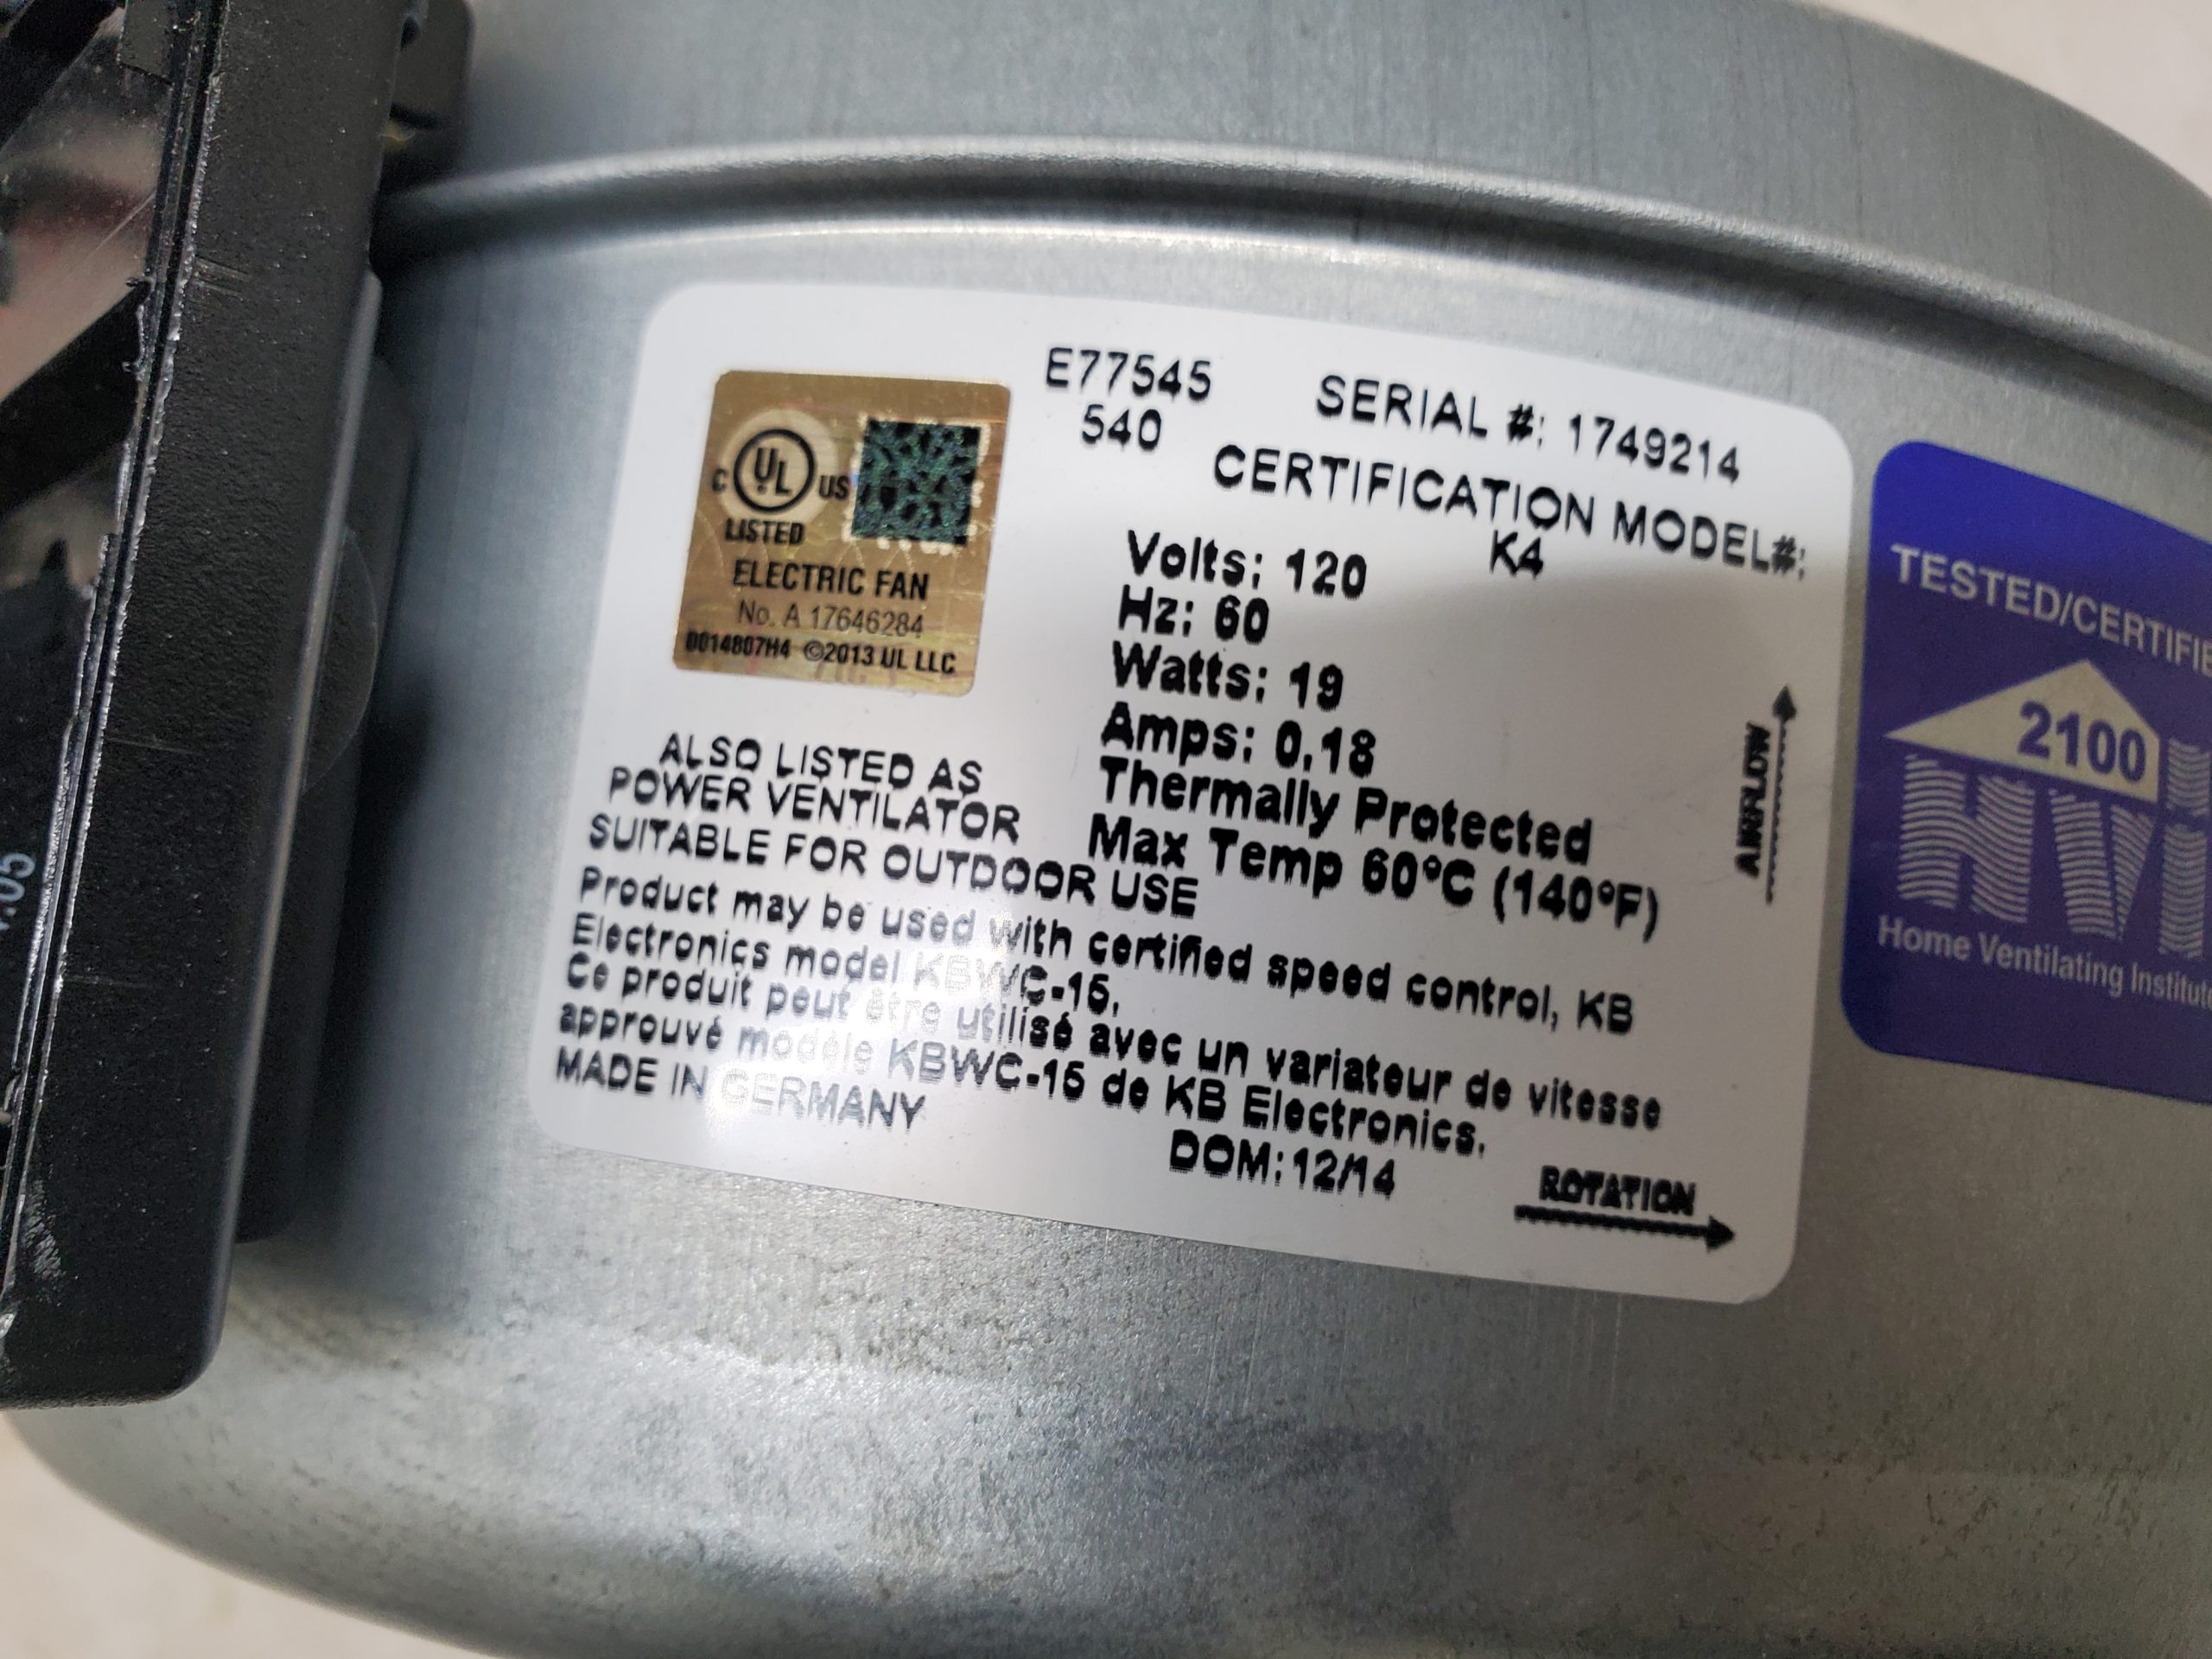 E77545
540
SERIAL #: 1749214
CERTIFICATION MODEL#:
K4
C UL US
LISTED
ELECTRIC FAN
No. A 17646284
0014807H4 ©2013 UL LLC
Volts: 120
Hz: 60
Watts: 19
Amps: 0.18
Thermally Protected
Max Temp 60°C (140°F)
AIRFLOW
ALSO LISTED AS
POWER VENTILATOR
SUITABLE FOR OUTDOOR USE
Product may be used with certified speed control, KB
Electronics model KBWC-15.
Ce produit peut être utilisé avec un variateur de vitesse
approuvé modèle KBWC-15 de KB Electronics.
MADE IN GERMANY
DOM:12/14
ROTATION
TESTED/CERTIFIE
2100
HVI
Home Ventilating Institute